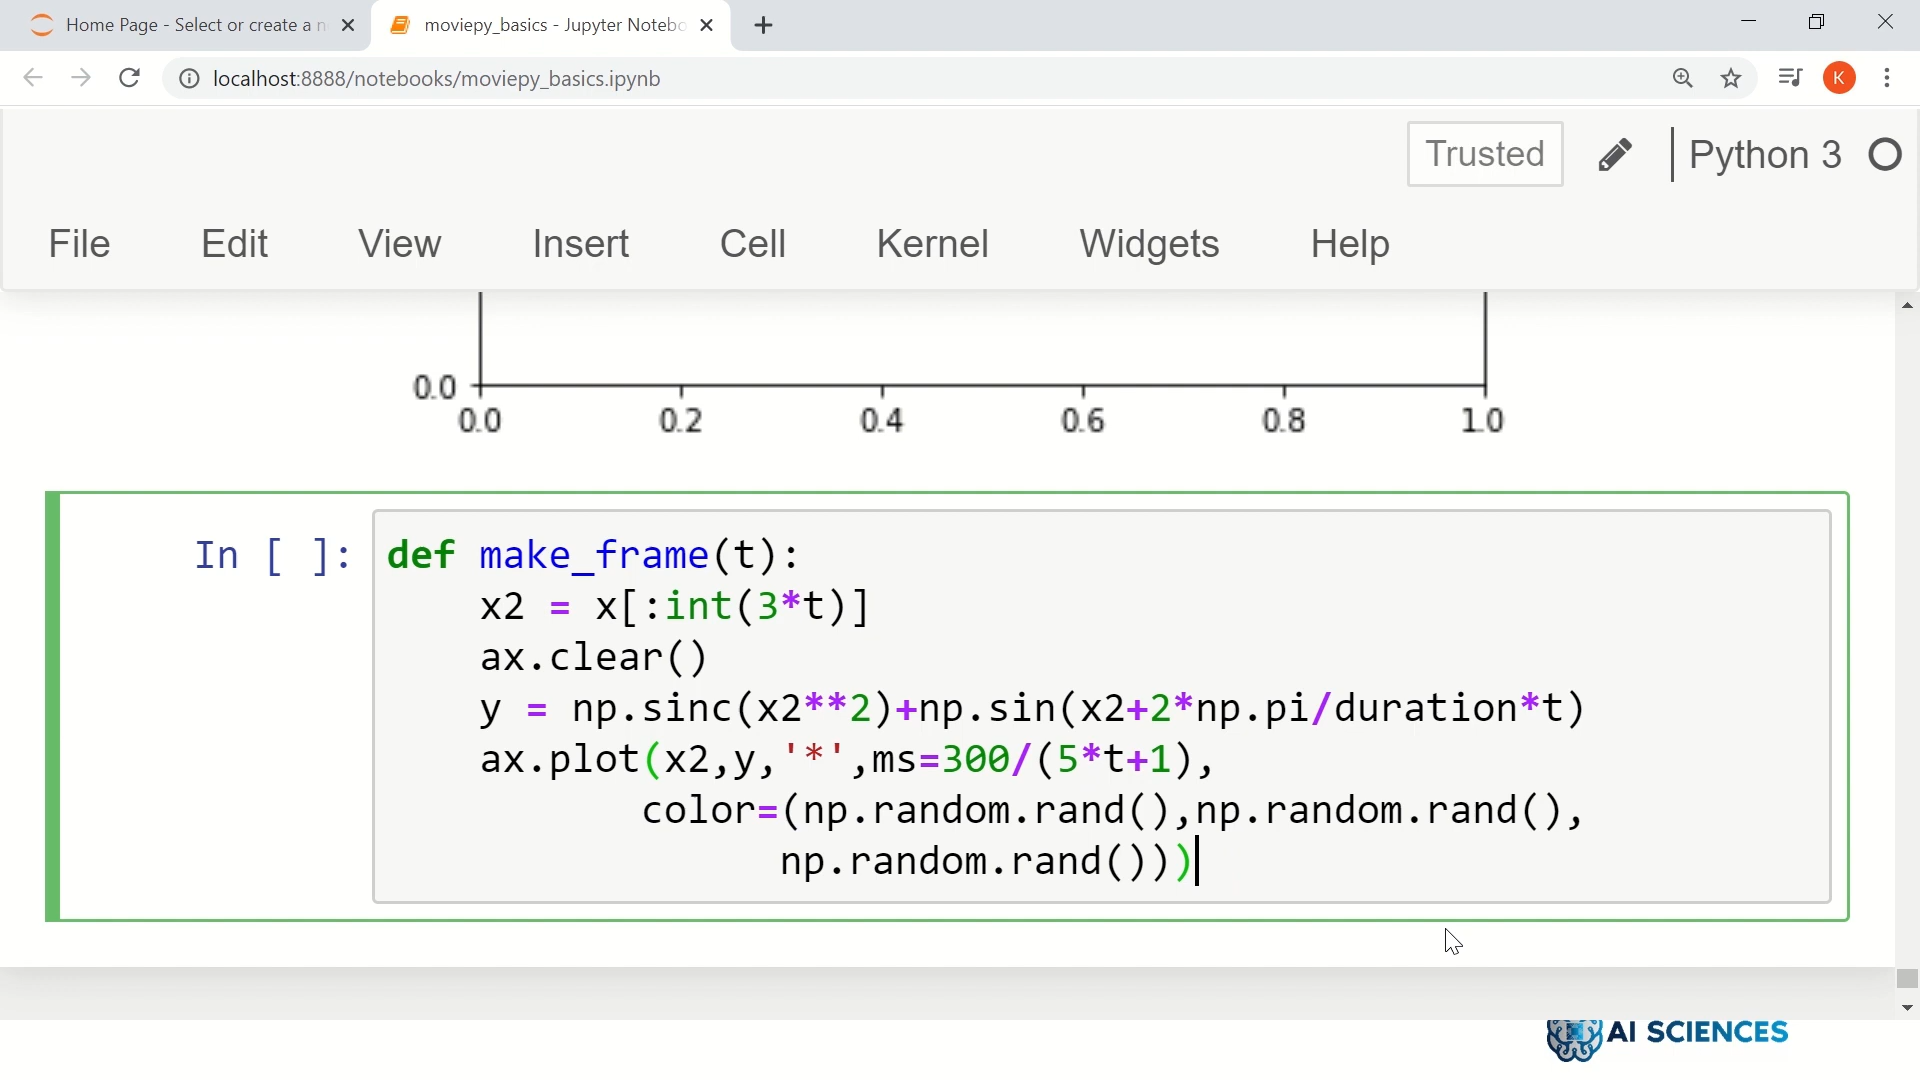 Home Page - Select or create a n
moviepy_basics - Jupyter Notebo
localhost:8888/notebooks/moviepy_basics.ipynb
K
Trusted
Python 3
File Edit View Insert Cell Kernel Widgets Help
0.0
0.0 0.2 0.4 0.6 0.8 1.0
In [ ]:
def make_frame(t):
    x2 = x[:int(3*t)]
    ax.clear()
    y = np.sinc(x2**2)+np.sin(x2+2*np.pi/duration*t)
    ax.plot(x2,y,'*',ms=300/(5*t+1),
           color=(np.random.rand(),np.random.rand(),
                 np.random.rand()))
AI SCIENCES